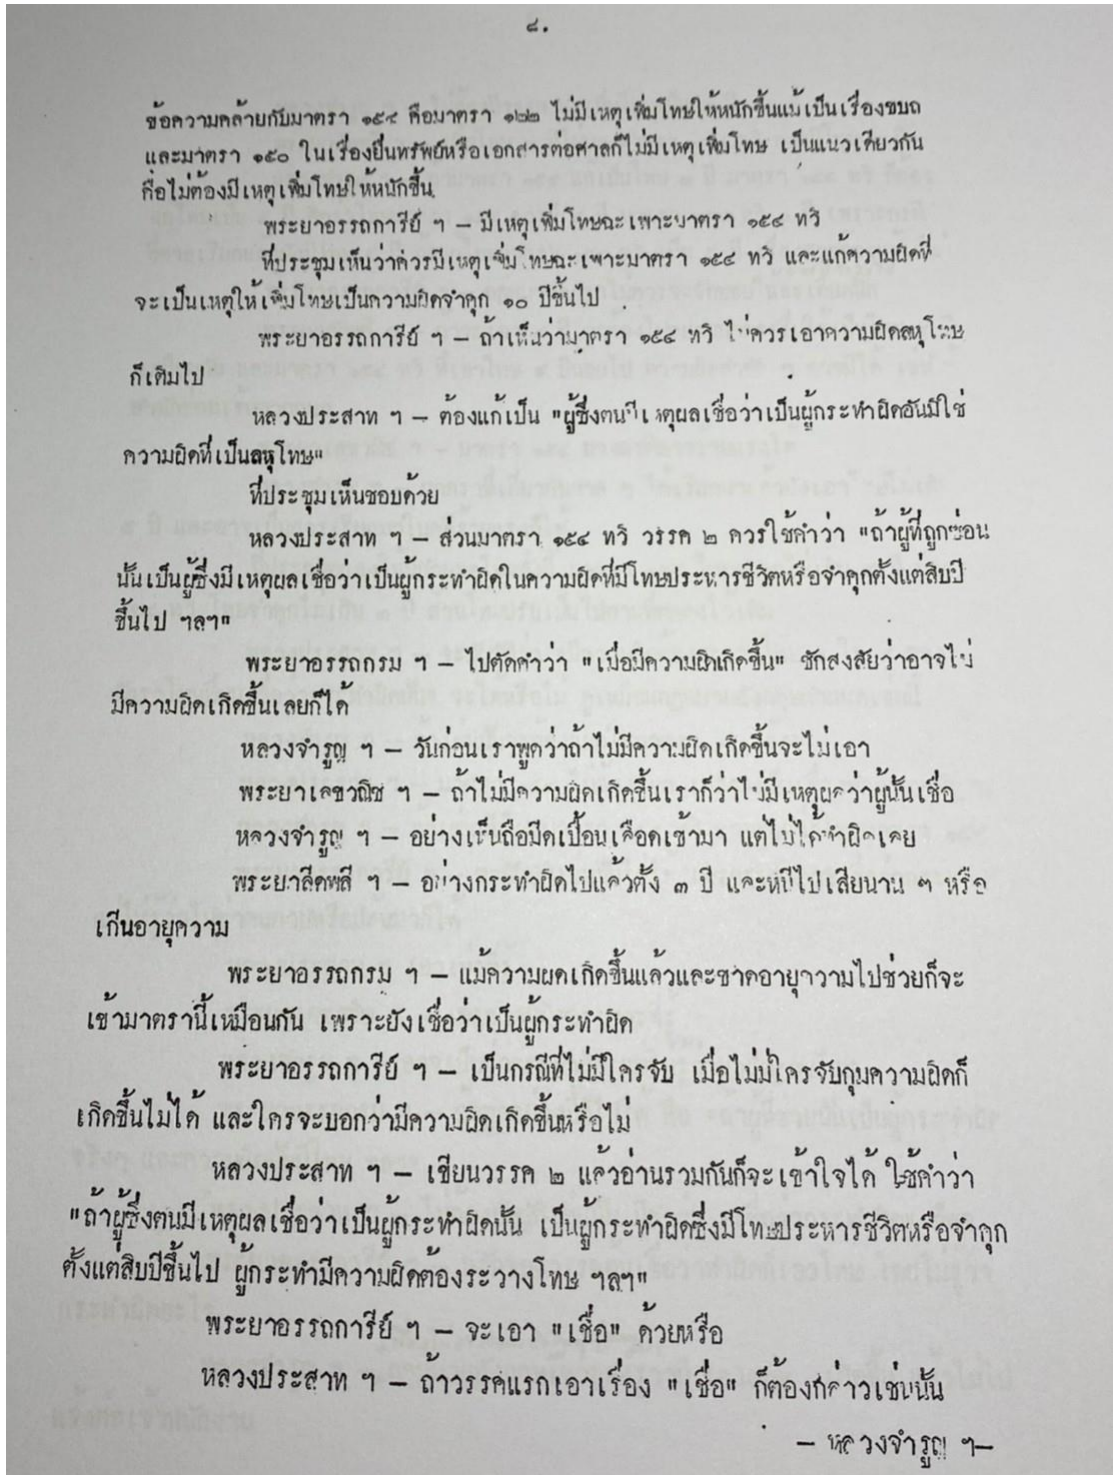 ๘.
ข้อความคล้ายกับมาตรา ๑๕๔ คือมาตรา ๑๒๒ ไม่มีเหตุเพิ่มโทษให้หนักขึ้นแม้เป็นเรื่องขบถ
และมาตรา ๑๕๐ ในเรื่องยื่นทรัพย์หรือเอกสารต่อศาลก็ไม่มีเหตุเพิ่มโทษ เป็นแนวเดียวกัน
คือไม่ต้องมีเหตุเพิ่มโทษให้หนักขึ้น
พระยาอรรถการีย์ ฯ – มีเหตุเพิ่มโทษฉะเพาะมาตรา ๑๕๔ ทวิ
ที่ประชุมเห็นว่าควรมีเหตุเพิ่มโทษฉะเพาะมาตรา ๑๕๔ ทวิ และแก้ความผิดที่
จะเป็นเหตุให้เพิ่มโทษเป็นความผิดจำคุก ๑๐ ปีขึ้นไป
พระยาอรรถการีย์ ฯ – ถ้าเห็นว่ามาตรา ๑๕๔ ทวิ ไม่ควรเอาความผิดลหุโทษ
ก็เติมไป
หลวงประสาท ฯ – ต้องแก้เป็น "ผู้ซึ่งตนมีเหตุผลเชื่อว่าเป็นผู้กระทำผิดอันมิใช่
ความผิดที่เป็นลหุโทษ"
ที่ประชุมเห็นชอบด้วย
หลวงประสาท ฯ – ส่วนมาตรา ๑๕๔ ทวิ วรรค ๒ ควรใช้คำว่า "ถ้าผู้ที่ถูกซ่อน
นั้นเป็นผู้ซึ่งมีเหตุผลเชื่อว่าเป็นผู้กระทำผิดในความผิดที่มีโทษประหารชีวิตหรือจำคุกตั้งแต่สิบปี
ขึ้นไป ฯลฯ"
พระยาอรรถกรม ฯ – ไปตัดคำว่า "เมื่อมีความผิดเกิดขึ้น" ชักสงสัยว่าอาจไม่
มีความผิดเกิดขึ้นเลยก็ได้
หลวงจำรูญ ฯ – วันก่อนเราพูดว่าถ้าไม่มีความผิดเกิดขึ้นจะไม่เอา
พระยาเลขวณิช ฯ – ถ้าไม่มีความผิดเกิดขึ้นเราก็ว่าไม่มีเหตุผลว่าผู้นั้นเชื่อ
หลวงจำรูญ ฯ – อย่างเห็นถือมีดเปื้อนเลือดเข้ามา แต่ไม่ได้ทำผิดเลย
พระยาลัดพลี ฯ – อย่างกระทำผิดไปแล้วตั้ง ๓ ปี และหนีไปเสียนาน ๆ หรือ
เกินอายุความ
พระยาอรรถกรม ฯ – แม้ความผิดเกิดขึ้นแล้วและขาดอายุความไปช่วยก็จะ
เข้ามาตรานี้เหมือนกัน เพราะยังเชื่อว่าเป็นผู้กระทำผิด
พระยาอรรถการีย์ ฯ – เป็นกรณีที่ไม่มีใครจับ เมื่อไม่มีใครจับกุมความผิดก็
เกิดขึ้นไม่ได้ และใครจะบอกว่ามีความผิดเกิดขึ้นหรือไม่
หลวงประสาท ฯ – เขียนวรรค ๒ แล้วอ่านรวมกันก็จะเข้าใจได้ ใช้คำว่า
"ถ้าผู้ซึ่งตนมีเหตุผลเชื่อว่าเป็นผู้กระทำผิดนั้น เป็นผู้กระทำผิดซึ่งมีโทษประหารชีวิตหรือจำคุก
ตั้งแต่สิบปีขึ้นไป ผู้กระทำมีความผิดต้องระวางโทษ ฯลฯ"
พระยาอรรถการีย์ ฯ – จะเอา "เชื่อ" ด้วยหรือ
หลวงประสาท ฯ – ถ้าวรรคแรกเอาเรื่อง "เชื่อ" ก็ต้องกล่าวเช่นนั้น
– หลวงจำรูญ ฯ–